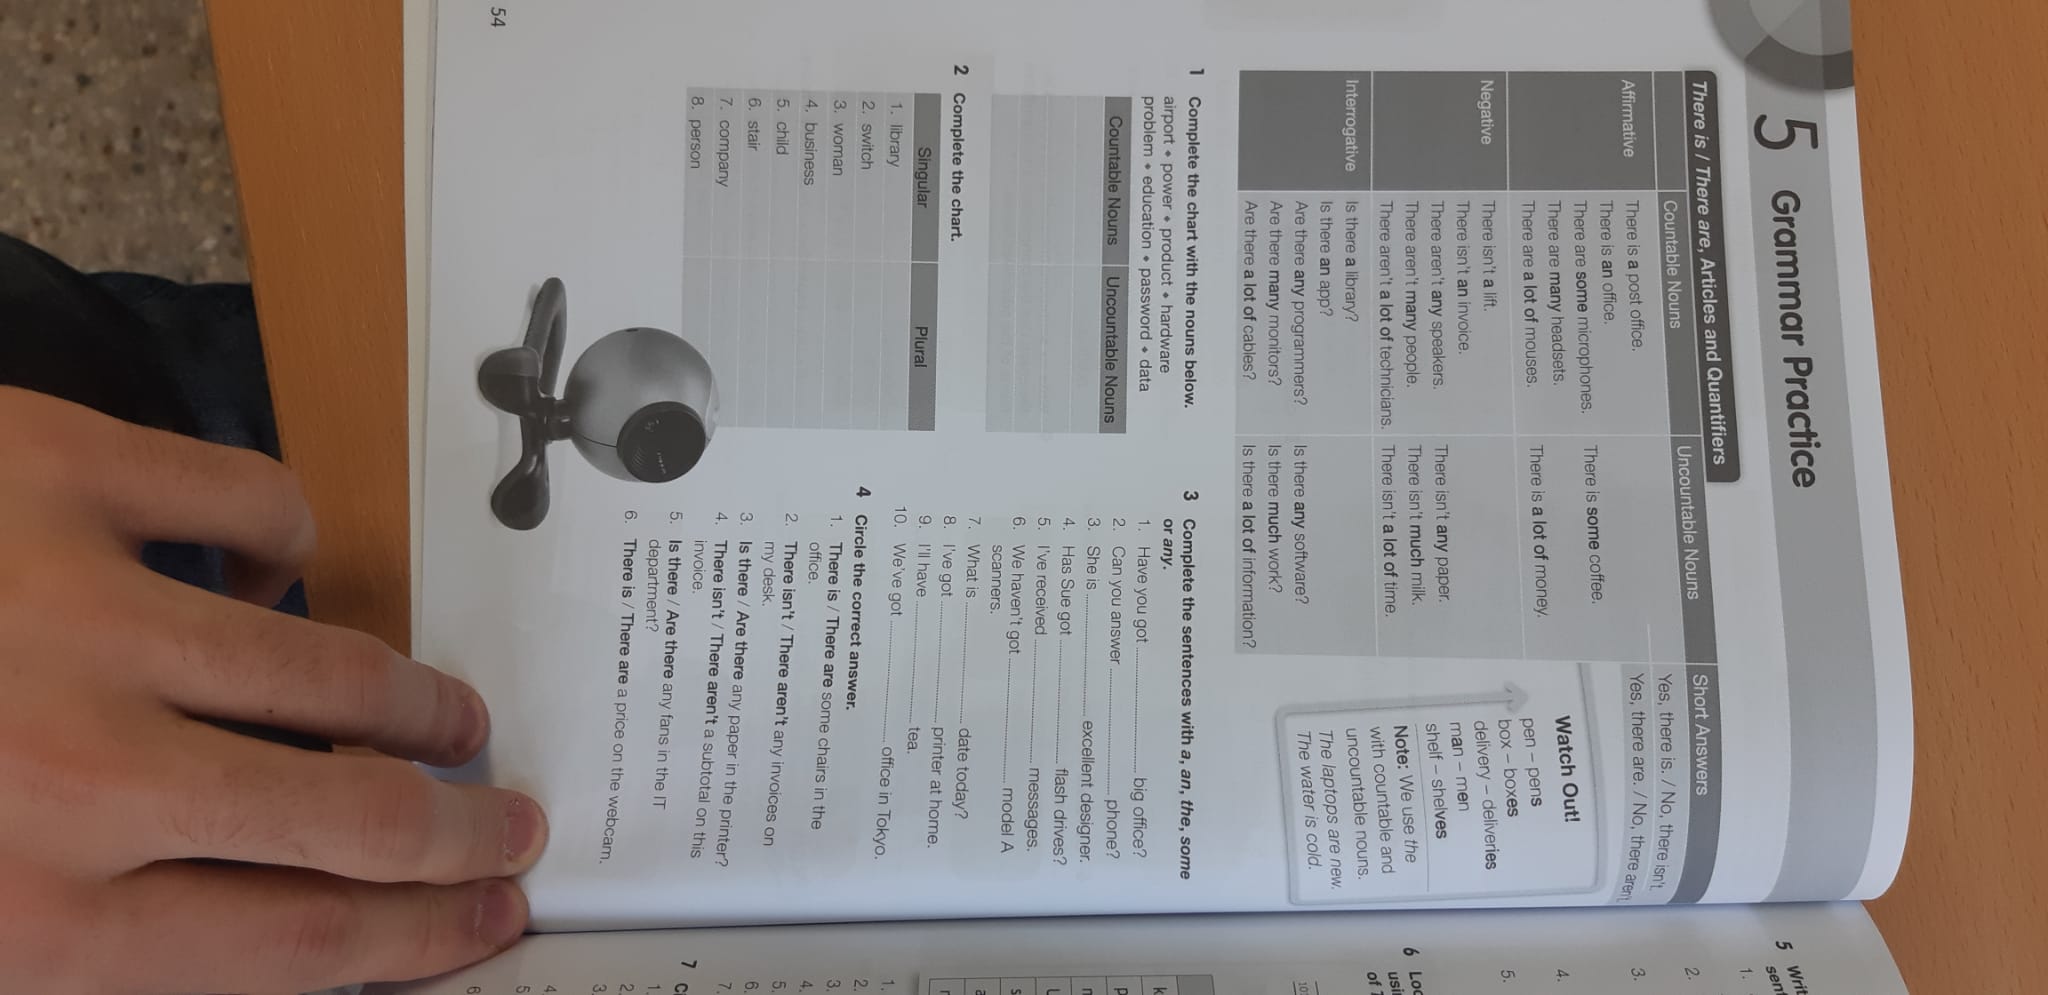 5 Grammar Practice
There is / There are, Articles and Quantifiers
Countable Nouns Uncountable Nouns Short Answers
Affirmative There is a post office. Yes, there is. / No, there isn't.
There is an office. Yes, there are. / No, there aren't.
There are some microphones. There is some coffee.
There are many headsets.
There are a lot of mouses. There is a lot of money.
Negative There isn't a lift.
There isn't an invoice.
There aren't any speakers. There isn't any paper.
There aren't many people. There isn't much milk.
There aren't a lot of technicians. There isn't a lot of time.
Interrogative Is there a library?
Is there an app?
Are there any programmers? Is there any software?
Are there many monitors? Is there much work?
Are there a lot of cables? Is there a lot of information?
Watch Out!
pen – pens
box – boxes
delivery – deliveries
man – men
shelf – shelves
Note: We use the
with countable and
uncountable nouns.
The laptops are new.
The water is cold.
1 Complete the chart with the nouns below.
airport • power • product • hardware
problem • education • password • data
Countable Nouns Uncountable Nouns
2 Complete the chart.
Singular Plural
1. library
2. switch
3. woman
4. business
5. child
6. stair
7. company
8. person
3 Complete the sentences with a, an, the, some
or any.
1. Have you got ........ big office?
2. Can you answer ........ phone?
3. She is ........ excellent designer.
4. Has Sue got ........ flash drives?
5. I've received ........ messages.
6. We haven't got ........ model A
scanners.
7. What is ........ date today?
8. I've got ........ printer at home.
9. I'll have ........ tea.
10. We've got ........ office in Tokyo.
4 Circle the correct answer.
1. There is / There are some chairs in the
office.
2. There isn't / There aren't any invoices on
my desk.
3. Is there / Are there any paper in the printer?
4. There isn't / There aren't a subtotal on this
invoice.
5. Is there / Are there any fans in the IT
department?
6. There is / There are a price on the webcam.
54
5 Writ
sent
1.
2.
3.
4.
5.
6 Loo
usin
of T
1.
2.
3.
4.
5.
6.
7.
7 Ci
1.
2.
3.
4.
5
6